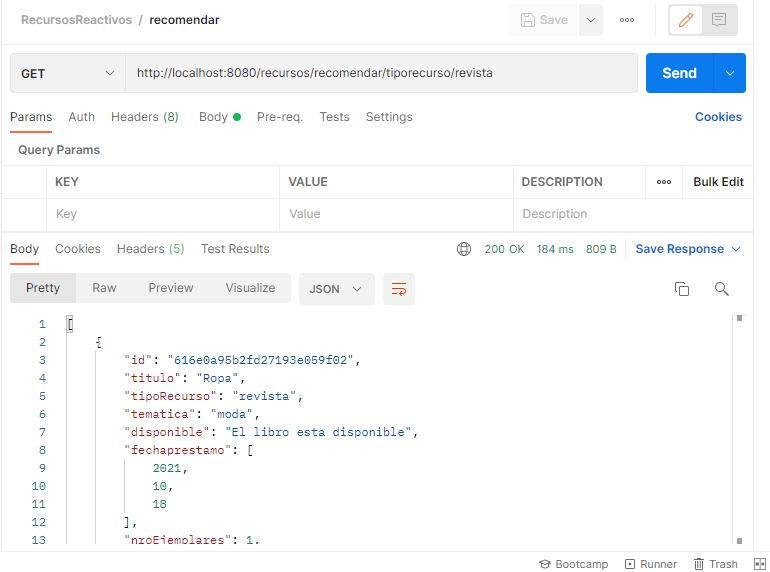 RecursosReactivos / recomendar
Save
GET http://localhost:8080/recursos/recomendar/tiporecurso/revista Send
Params Auth Headers (8) Body Pre-req. Tests Settings Cookies
Query Params
KEY VALUE DESCRIPTION Bulk Edit
Key Value Description
Body Cookies Headers (5) Test Results 200 OK 184 ms 809 B Save Response
Pretty Raw Preview Visualize JSON
1 [
2 {
3 "id": "616e0a95b2fd27193e059f02",
4 "titulo": "Ropa",
5 "tipoRecurso": "revista",
6 "tematica": "moda",
7 "disponible": "El libro esta disponible",
8 "fechaprestamo": [
9 2021,
10 10,
11 18
12 ],
13 "nroEjemplares": 1,
Bootcamp Runner Trash